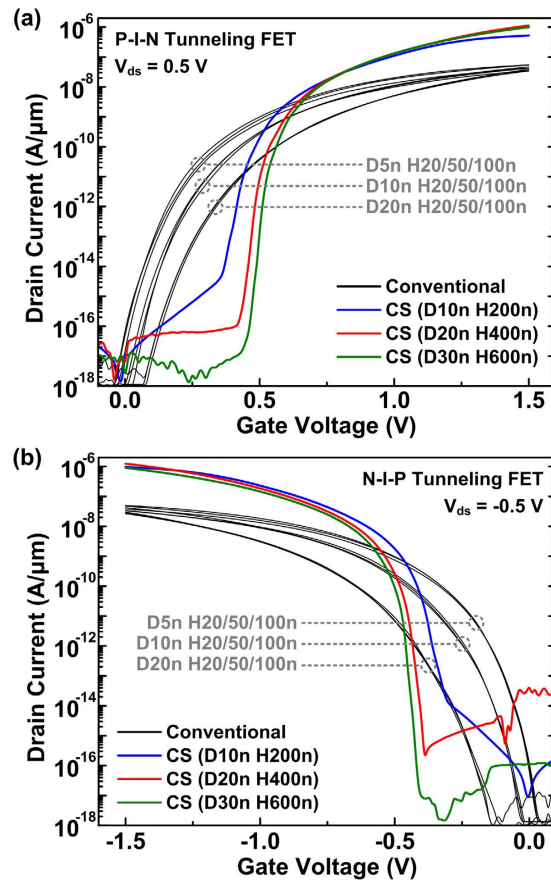 (a)
P-I-N Tunneling FET
V_ds = 0.5 V
D5n H20/50/100n
D10n H20/50/100n
D20n H20/50/100n
Conventional
CS (D10n H200n)
CS (D20n H400n)
CS (D30n H600n)
Drain Current (A/μm)
10^-6
10^-8
10^-10
10^-12
10^-14
10^-16
10^-18
0.0 0.5 1.0 1.5
Gate Voltage (V)
(b)
N-I-P Tunneling FET
V_ds = -0.5 V
D5n H20/50/100n
D10n H20/50/100n
D20n H20/50/100n
Conventional
CS (D10n H200n)
CS (D20n H400n)
CS (D30n H600n)
Drain Current (A/μm)
10^-6
10^-8
10^-10
10^-12
10^-14
10^-16
10^-18
-1.5 -1.0 -0.5 0.0
Gate Voltage (V)